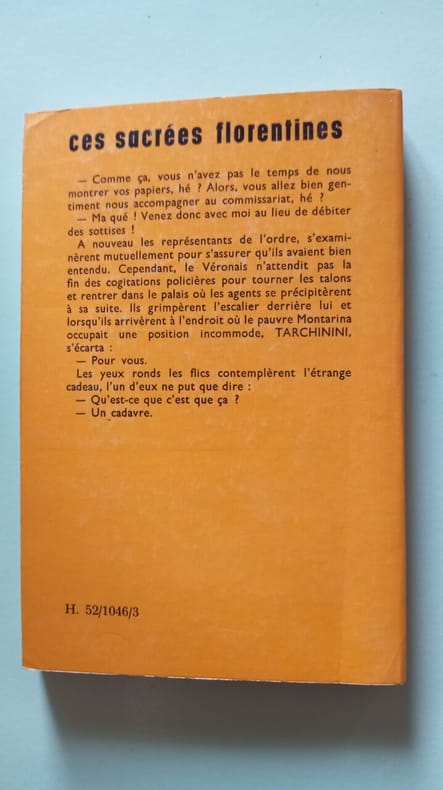 ces sacrées florentines
— Comme ça, vous n'avez pas le temps de nous
montrer vos papiers, hé ? Alors, vous allez bien gen-
timent nous accompagner au commissariat, hé ?
— Ma qué ! Venez donc avec moi au lieu de débiter
des sottises !
A nouveau les représentants de l'ordre, s'exami-
nèrent mutuellement pour s'assurer qu'ils avaient bien
entendu. Cependant, le Véronais n'attendit pas la
fin des cogitations policières pour tourner les talons
et rentrer dans le palais où les agents se précipitèrent
à sa suite. Ils grimpèrent l'escalier derrière lui et
lorsqu'ils arrivèrent à l'endroit où le pauvre Montarina
occupait une position incommode, TARCHININI,
s'écarta :
— Pour vous.
Les yeux ronds les flics contemplèrent l'étrange
cadeau, l'un d'eux ne put que dire :
— Qu'est-ce que c'est que ça ?
— Un cadavre.
H. 52/1046/3